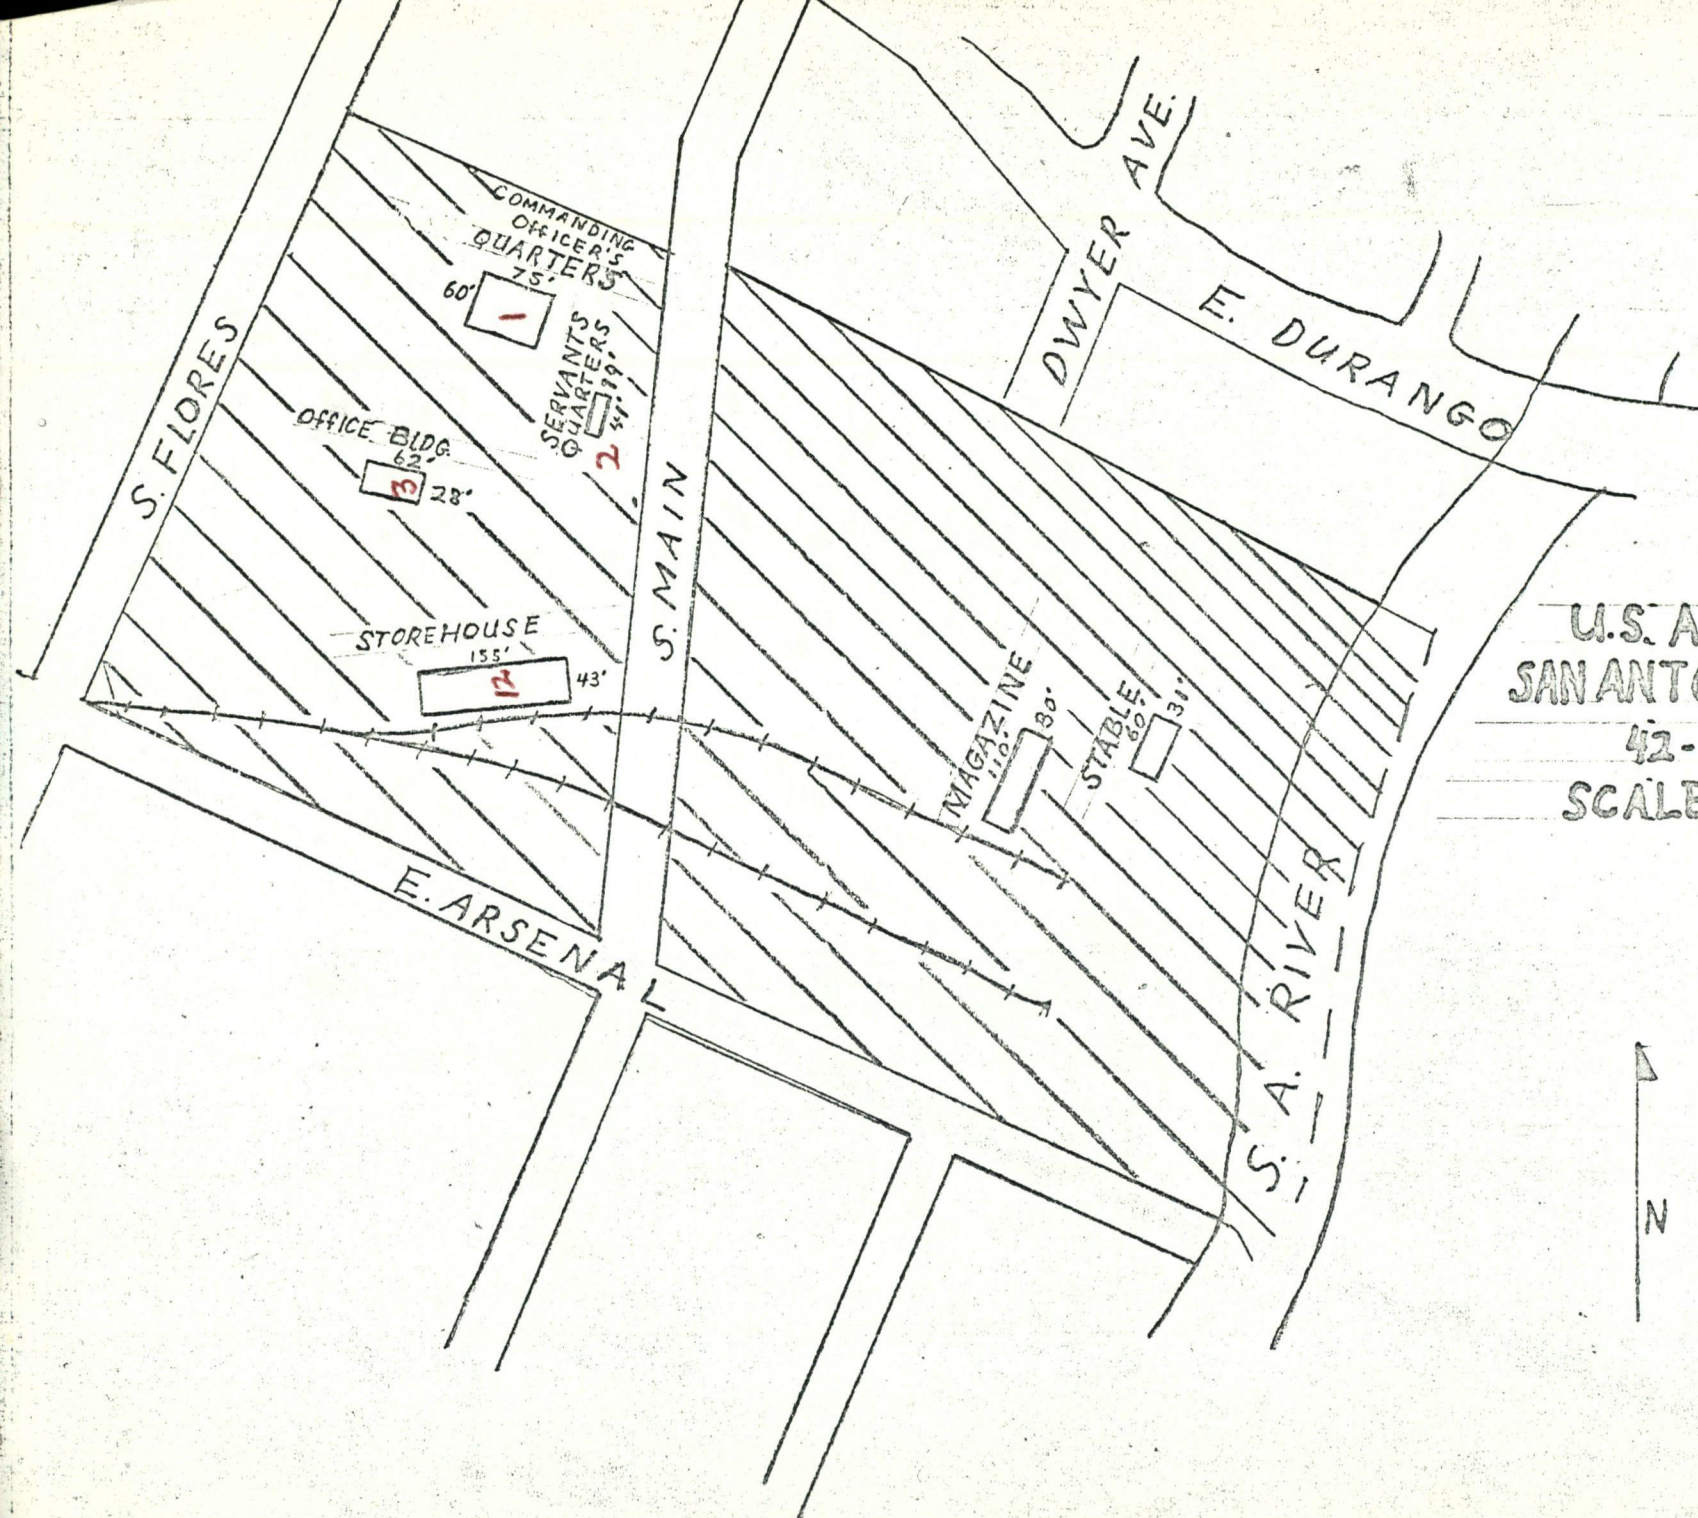 DWYER AVE.
E. DURANGO
COMMANDING
OFFICER'S
QUARTERS
75'
60'
1
SERVANTS
QUARTERS
41'
2
S. FLORES
OFFICE BLDG.
62'
3
28'
S. MAIN
STOREHOUSE
155'
12
43'
MAGAZINE
110'
30'
STABLE
60'
31'
U.S. A
SAN ANTO
42-
SCALE
E. ARSENAL
S. A. RIVER
N